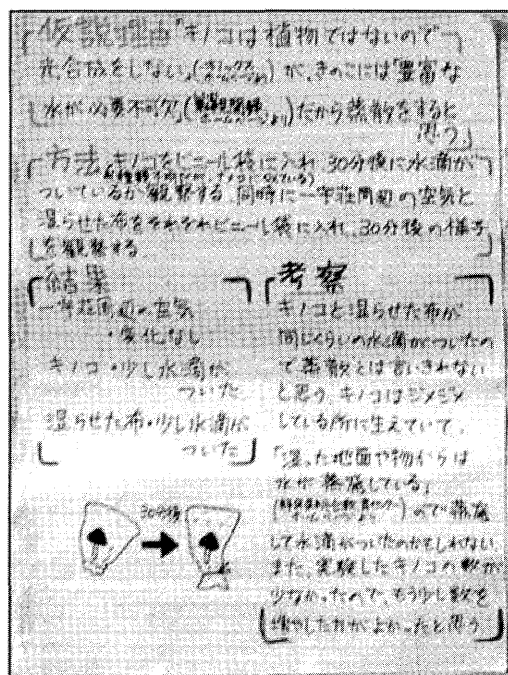 仮説理由「キノコは植物ではないので
光合成をしない」が、きのこには「豊富な
水が必要不可欠」だから蒸散をすると
思う
方法 キノコをビニール袋に入れ、30分後に水滴が
ついているか観察する。同時に一宇荘周辺の空気と
湿らせた布をそれぞれビニール袋に入れ、30分後の様子
を観察する。
結果
一宇荘周辺の空気
・変化なし
キノコ・少し水滴が
ついた
湿らせた布・少し水滴が
ついた
30分後
考察
キノコと湿らせた布が
同じくらいの水滴がついたの
で蒸散とは言いきれない
と思う。キノコはジメジメ
している所に生えていて、
「湿った地面や物からは
水が蒸発している」
ので蒸発
して水滴がついたのかもしれない
また、実験したキノコの数が
少なかったので、もう少し数を
増やした方がよかったと思う